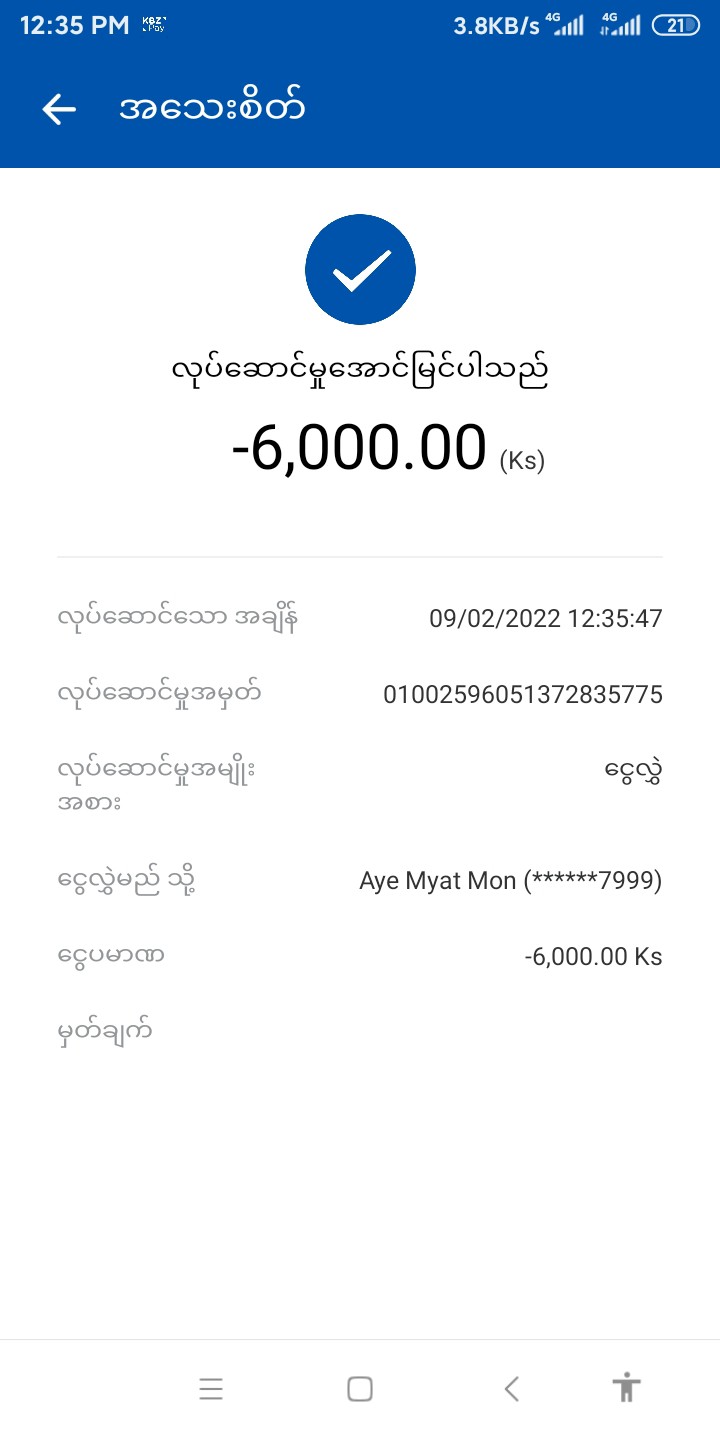 12:35 PM KBZ Pay 3.8KB/s 4G 4G 21
အသေးစိတ်
လုပ်ဆောင်မှုအောင်မြင်ပါသည်
-6,000.00 (Ks)
လုပ်ဆောင်သော အချိန် 09/02/2022 12:35:47
လုပ်ဆောင်မှုအမှတ် 01002596051372835775
လုပ်ဆောင်မှုအမျိုး ငွေလွှဲ
အစား
ငွေလွှဲမည် သို့ Aye Myat Mon (******7999)
ငွေပမာဏ -6,000.00 Ks
မှတ်ချက်